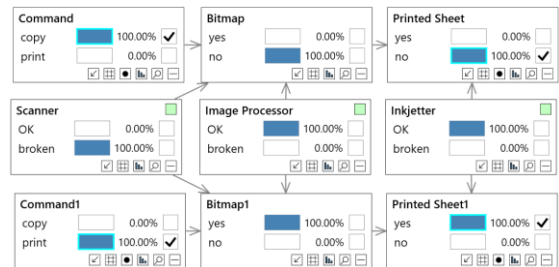 Command
copy 100.00%
print 0.00%
Bitmap
yes 0.00%
no 100.00%
Printed Sheet
yes 0.00%
no 100.00%
Scanner
OK 0.00%
broken 100.00%
Image Processor
OK 100.00%
broken 0.00%
Inkjetter
OK 100.00%
broken 0.00%
Command1
copy 0.00%
print 100.00%
Bitmap1
yes 100.00%
no 0.00%
Printed Sheet1
yes 100.00%
no 0.00%